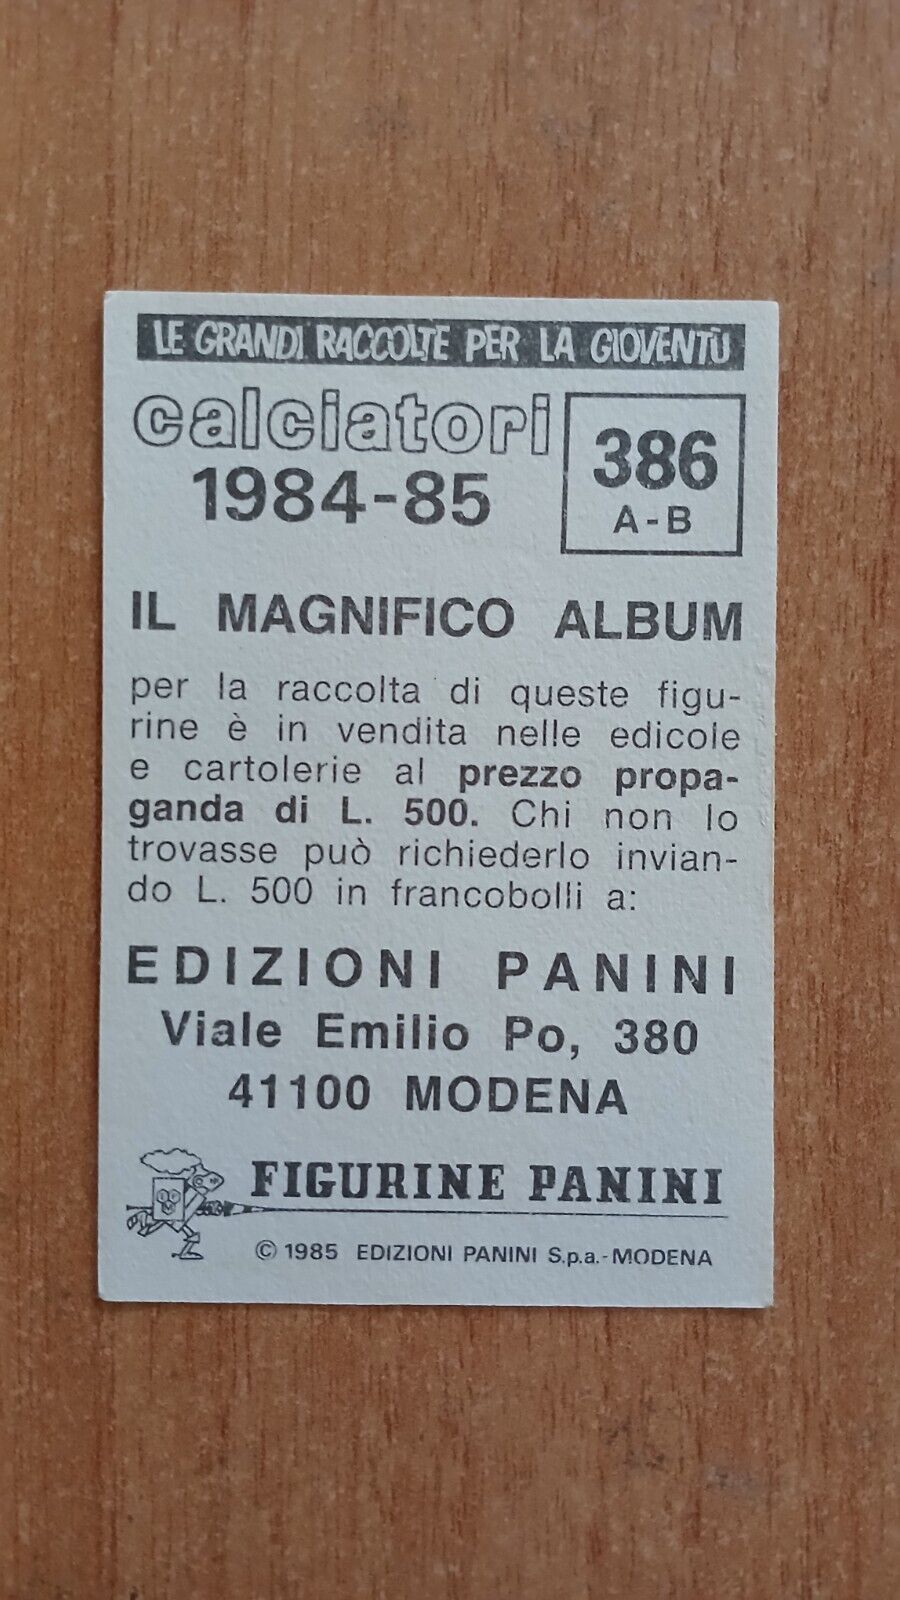 LE GRANDI RACCOLTE PER LA GIOVENTÙ
calciatori
1984-85
386
A-B
IL MAGNIFICO ALBUM
per la raccolta di queste figu-
rine è in vendita nelle edicole
e cartolerie al prezzo propa-
ganda di L. 500. Chi non lo
trovasse può richiederlo invian-
do L. 500 in francobolli a:
EDIZIONI PANINI
Viale Emilio Po, 380
41100 MODENA
FIGURINE PANINI
© 1985 EDIZIONI PANINI S.p.a.-MODENA